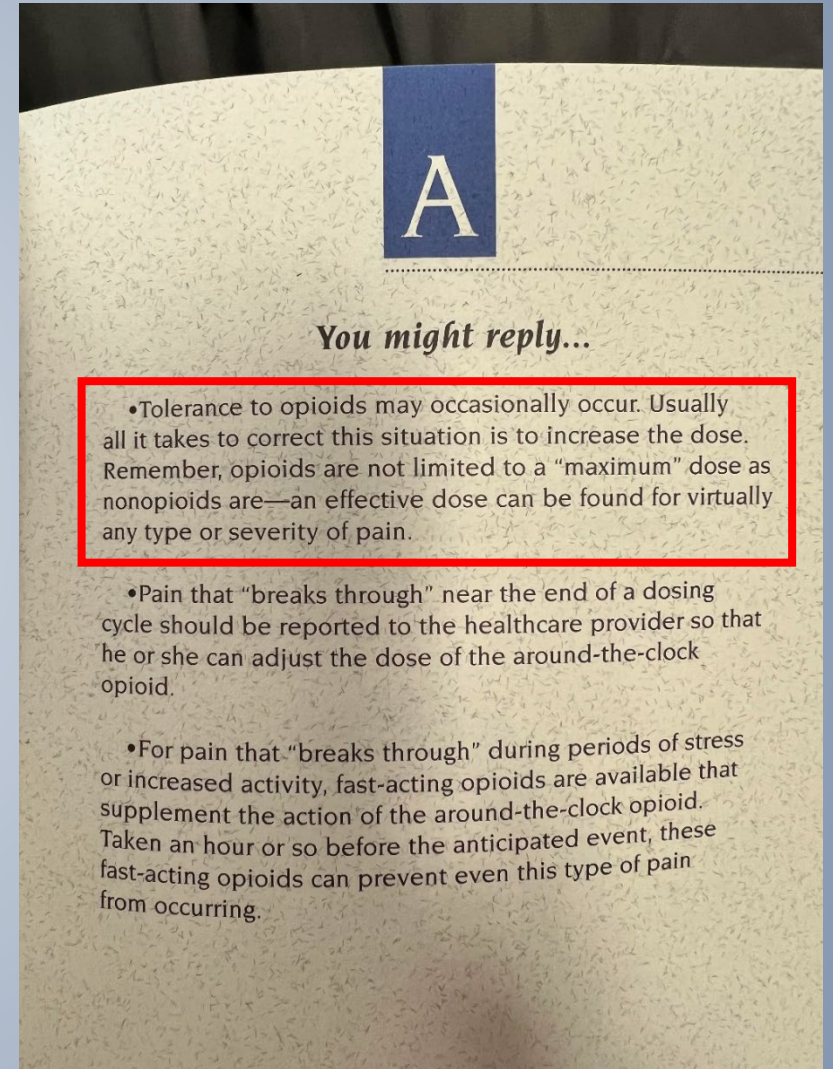 A
You might reply...
•Tolerance to opioids may occasionally occur. Usually
all it takes to correct this situation is to increase the dose.
Remember, opioids are not limited to a “maximum” dose as
nonopioids are—an effective dose can be found for virtually
any type or severity of pain.
•Pain that “breaks through” near the end of a dosing
cycle should be reported to the healthcare provider so that
he or she can adjust the dose of the around-the-clock
opioid.
•For pain that “breaks through” during periods of stress
or increased activity, fast-acting opioids are available that
supplement the action of the around-the-clock opioid.
Taken an hour or so before the anticipated event, these
fast-acting opioids can prevent even this type of pain
from occurring.